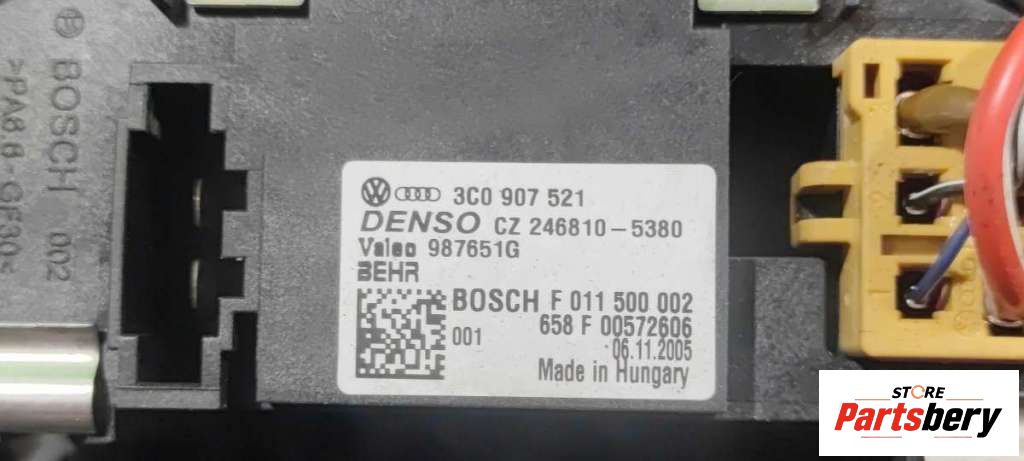 BOSCH 002
>PA6.6-GF30<
3C0 907 521
DENSO CZ 246810-5380
Valeo 987651G
BEHR
BOSCH F 011 500 002
001 658 F 00572606
06.11.2005
Made in Hungary
STORE
Partsbery